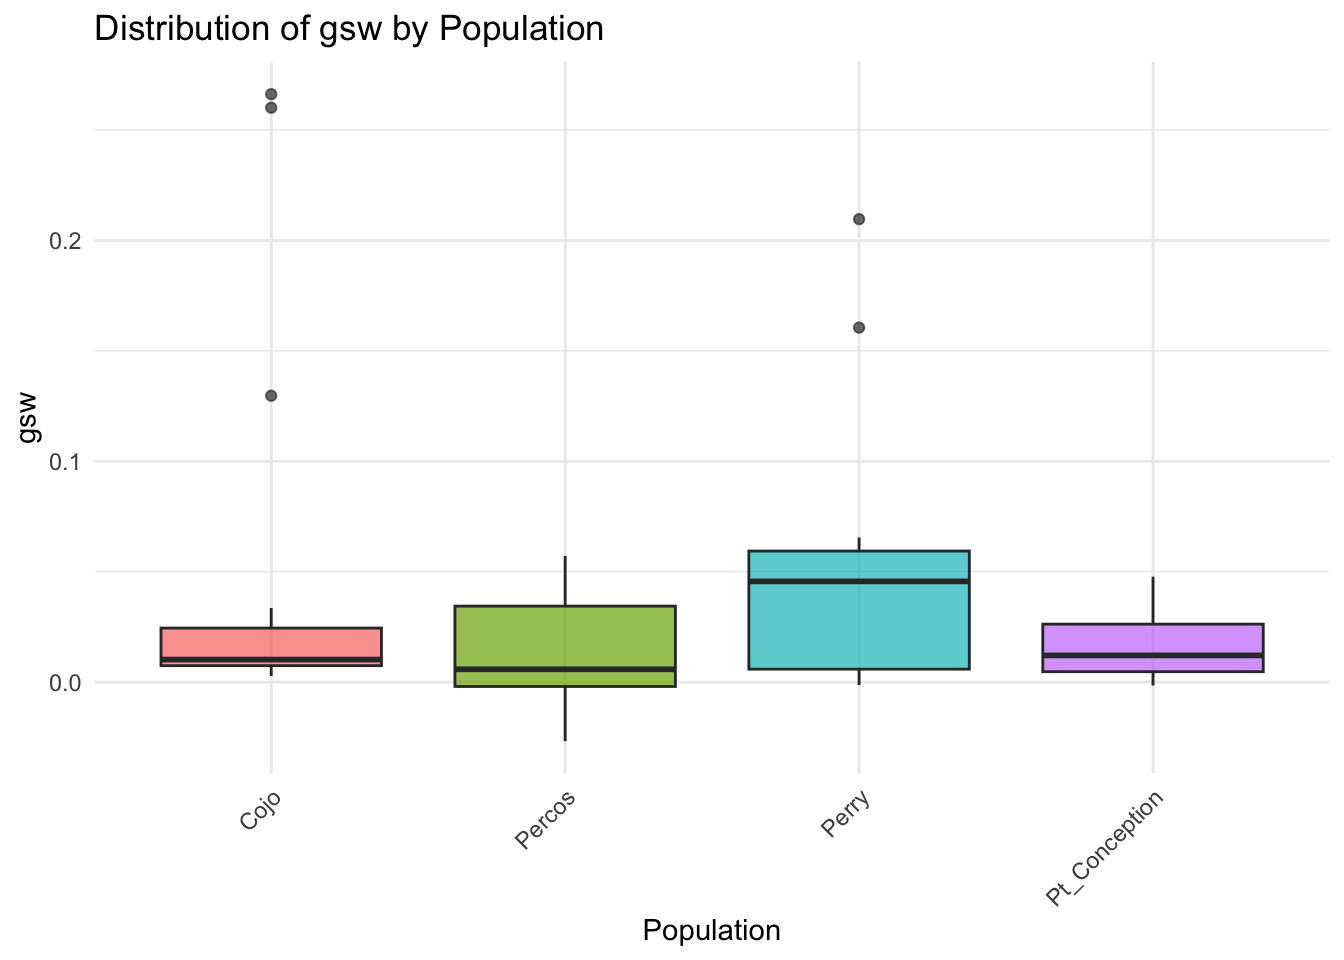 Distribution of gsw by Population
gsw
0.2
0.1
0.0
Cojo
Percos
Perry
Pt_Conception
Population